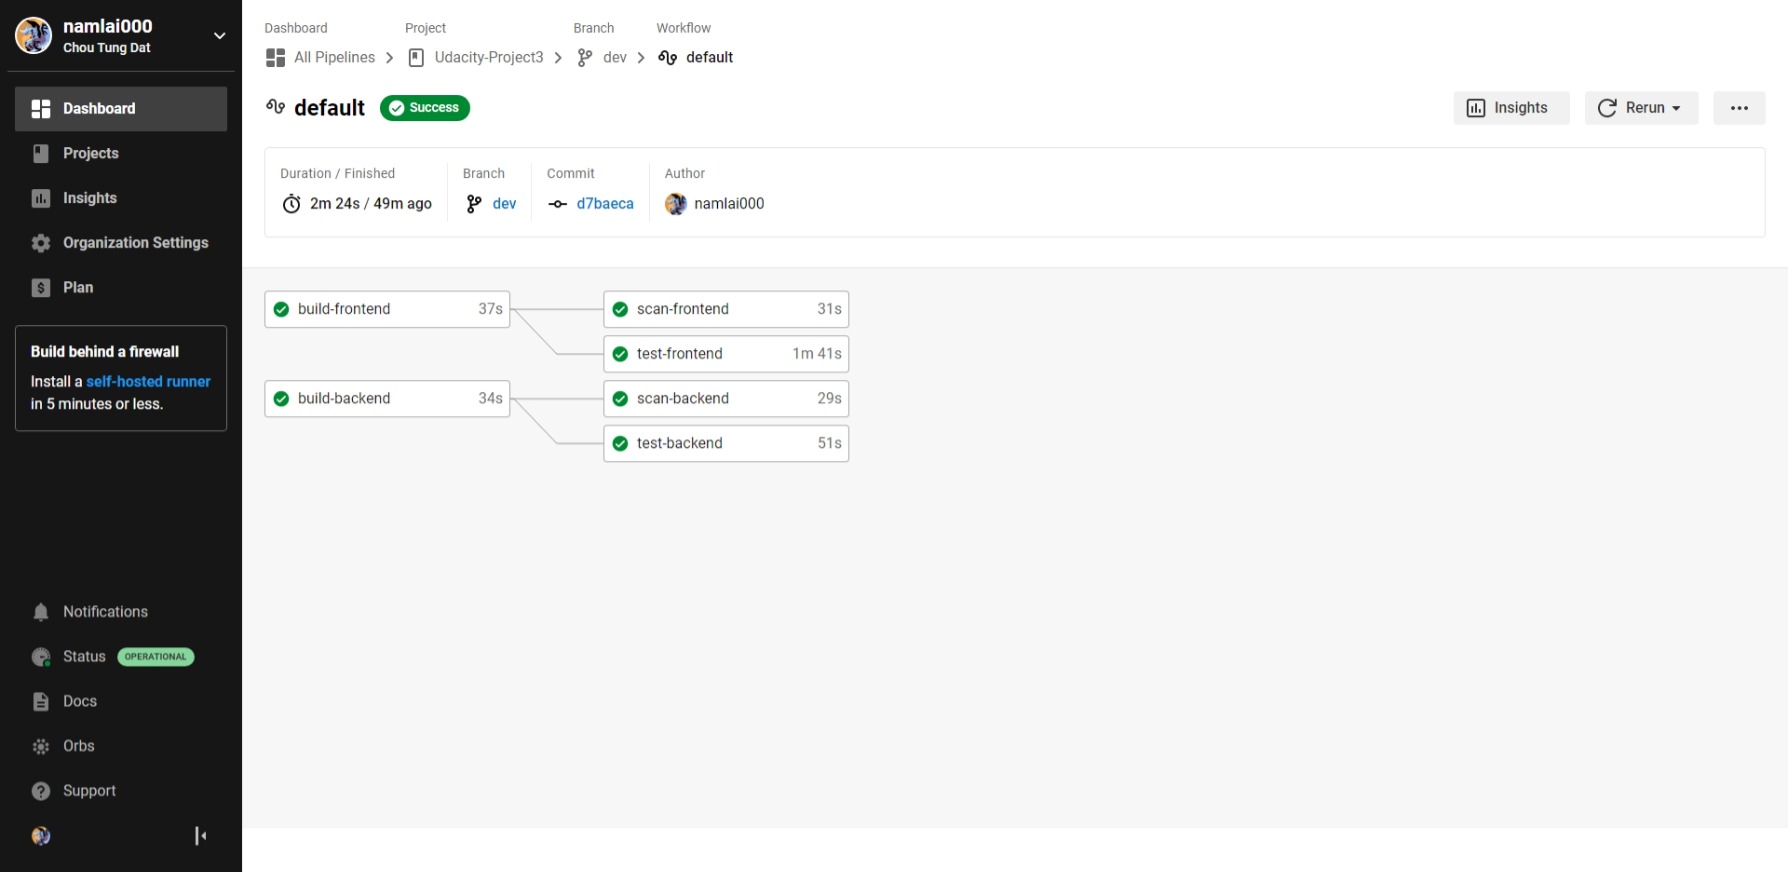 namlai000
Chou Tung Dat
Dashboard
Projects
Insights
Organization Settings
Plan
Build behind a firewall
Install a self-hosted runner
in 5 minutes or less.
Notifications
Status OPERATIONAL
Docs
Orbs
Support
Dashboard Project Branch Workflow
All Pipelines Udacity-Project3 dev default
default Success Insights Rerun
Duration / Finished Branch Commit Author
2m 24s / 49m ago dev d7baeca namlai000
build-frontend 37s scan-frontend 31s
test-frontend 1m 41s
build-backend 34s scan-backend 29s
test-backend 51s